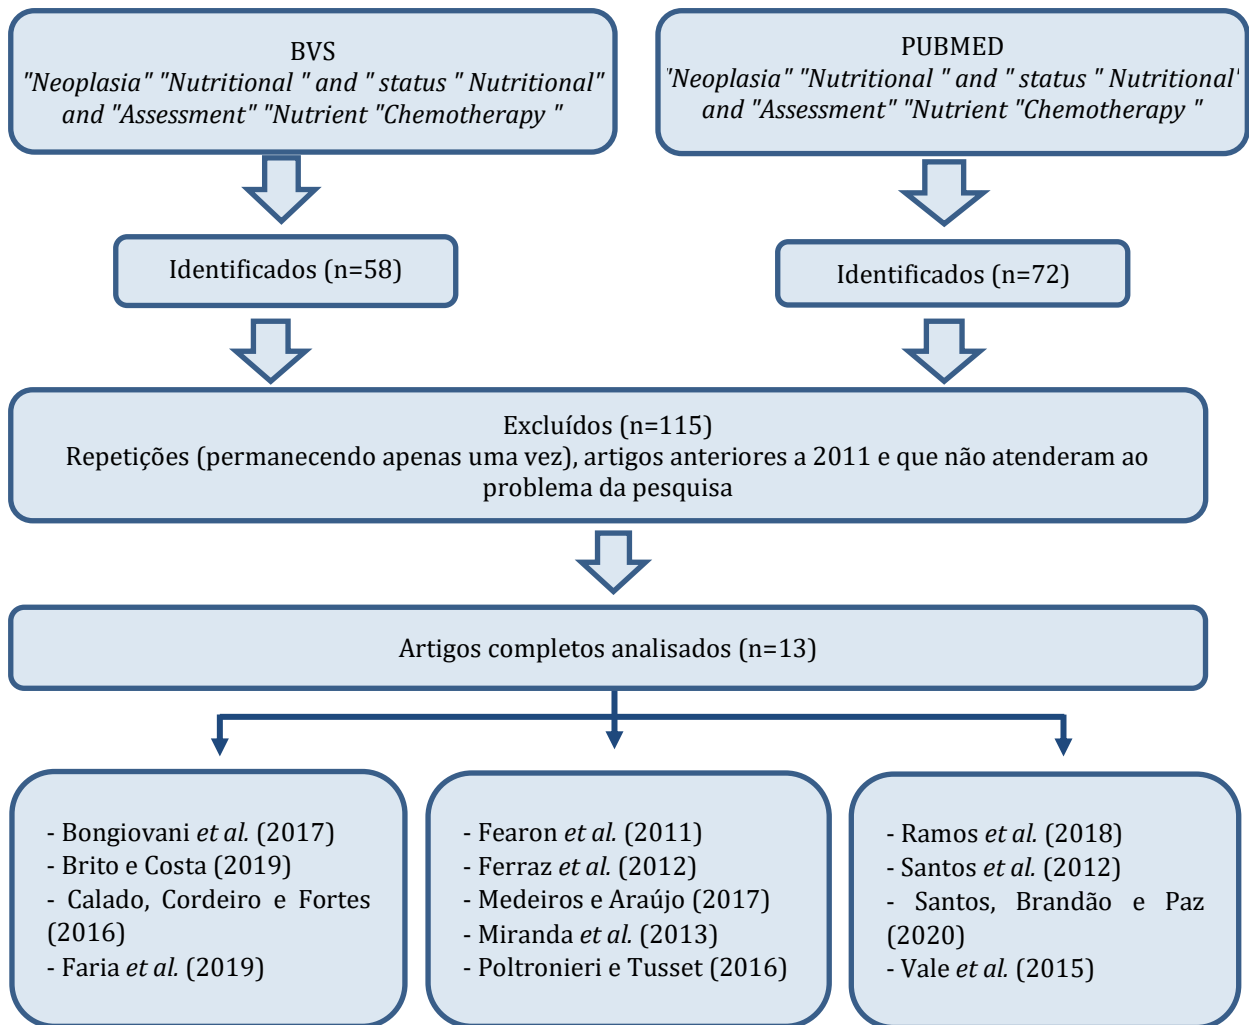 BVS
"Neoplasia" "Nutritional " and " status " Nutritional"
and "Assessment" "Nutrient "Chemotherapy "
PUBMED
"Neoplasia" "Nutritional " and " status " Nutritional"
and "Assessment" "Nutrient "Chemotherapy "
Identificados (n=58)
Identificados (n=72)
Excluídos (n=115)
Repetições (permanecendo apenas uma vez), artigos anteriores a 2011 e que não atenderam ao
problema da pesquisa
Artigos completos analisados (n=13)
- Bongiovani et al. (2017)
- Brito e Costa (2019)
- Calado, Cordeiro e Fortes
(2016)
- Faria et al. (2019)
- Fearon et al. (2011)
- Ferraz et al. (2012)
- Medeiros e Araújo (2017)
- Miranda et al. (2013)
- Poltronieri e Tusset (2016)
- Ramos et al. (2018)
- Santos et al. (2012)
- Santos, Brandão e Paz
(2020)
- Vale et al. (2015)